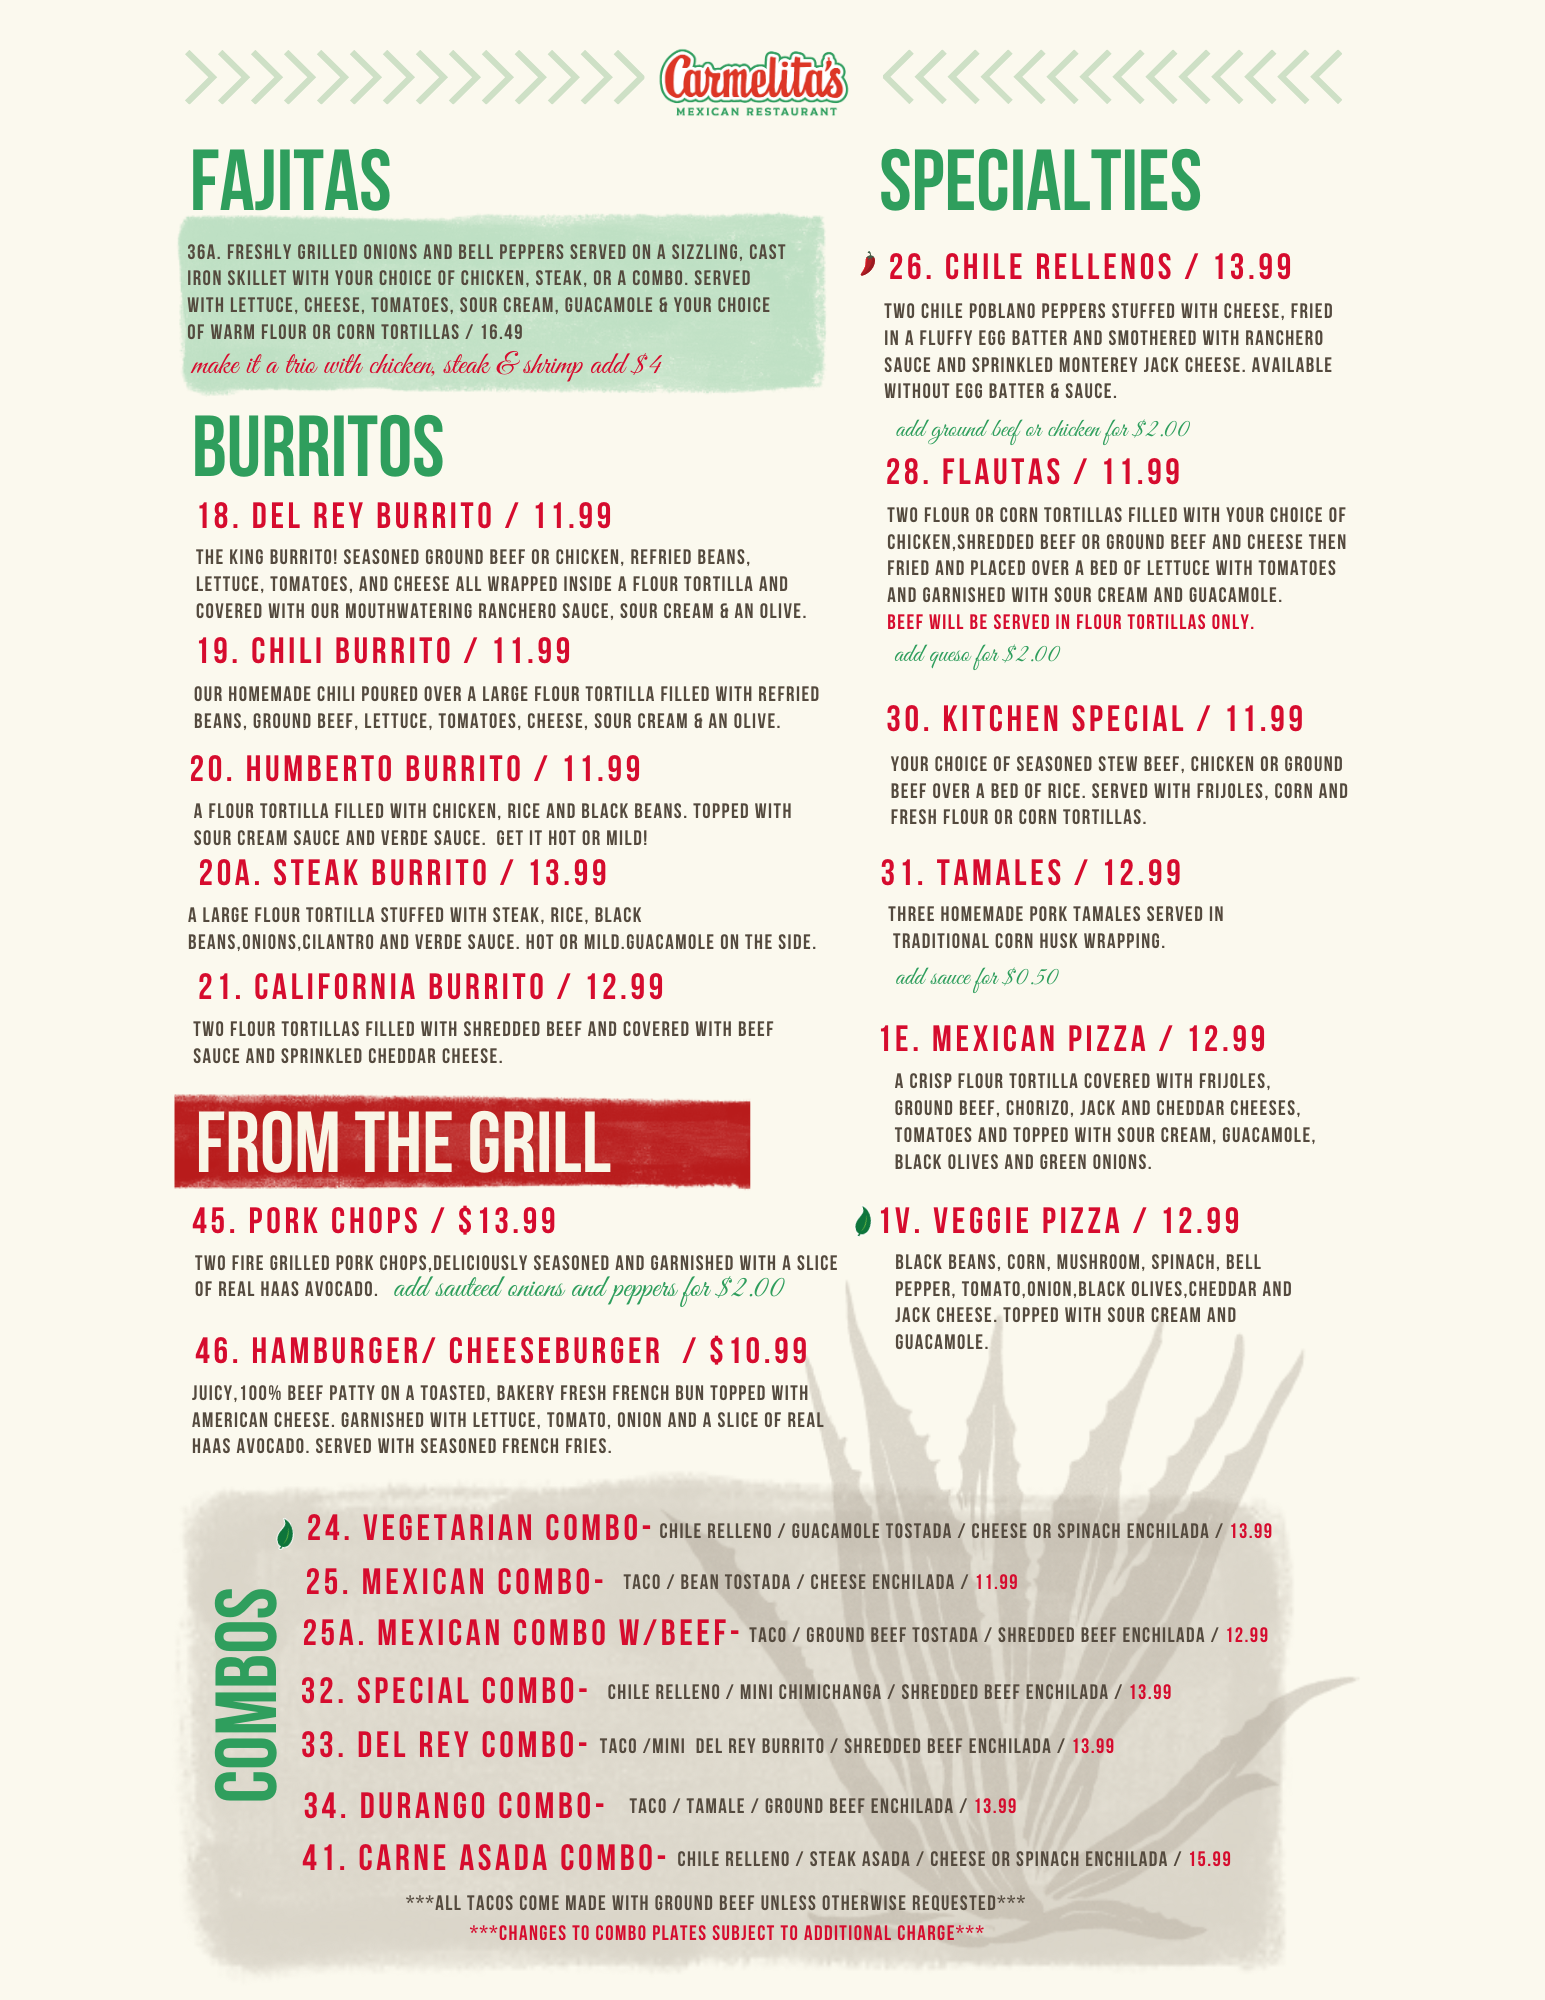 Carmelita's
MEXICAN RESTAURANT
FAJITAS
36A. FRESHLY GRILLED ONIONS AND BELL PEPPERS SERVED ON A SIZZLING, CAST
IRON SKILLET WITH YOUR CHOICE OF CHICKEN, STEAK, OR A COMBO. SERVED
WITH LETTUCE, CHEESE, TOMATOES, SOUR CREAM, GUACAMOLE & YOUR CHOICE
OF WARM FLOUR OR CORN TORTILLAS / 16.49
make it a trio with chicken, steak & shrimp add $4
BURRITOS
18. DEL REY BURRITO / 11.99
THE KING BURRITO! SEASONED GROUND BEEF OR CHICKEN, REFRIED BEANS,
LETTUCE, TOMATOES, AND CHEESE ALL WRAPPED INSIDE A FLOUR TORTILLA AND
COVERED WITH OUR MOUTHWATERING RANCHERO SAUCE, SOUR CREAM & AN OLIVE.
19. CHILI BURRITO / 11.99
OUR HOMEMADE CHILI POURED OVER A LARGE FLOUR TORTILLA FILLED WITH REFRIED
BEANS, GROUND BEEF, LETTUCE, TOMATOES, CHEESE, SOUR CREAM & AN OLIVE.
20. HUMBERTO BURRITO / 11.99
A FLOUR TORTILLA FILLED WITH CHICKEN, RICE AND BLACK BEANS. TOPPED WITH
SOUR CREAM SAUCE AND VERDE SAUCE. GET IT HOT OR MILD!
20A. STEAK BURRITO / 13.99
A LARGE FLOUR TORTILLA STUFFED WITH STEAK, RICE, BLACK
BEANS,ONIONS,CILANTRO AND VERDE SAUCE. HOT OR MILD.GUACAMOLE ON THE SIDE.
21. CALIFORNIA BURRITO / 12.99
TWO FLOUR TORTILLAS FILLED WITH SHREDDED BEEF AND COVERED WITH BEEF
SAUCE AND SPRINKLED CHEDDAR CHEESE.
FROM THE GRILL
45. PORK CHOPS / $13.99
TWO FIRE GRILLED PORK CHOPS,DELICIOUSLY SEASONED AND GARNISHED WITH A SLICE
OF REAL HAAS AVOCADO. add sauteed onions and peppers for $2.00
46. HAMBURGER/ CHEESEBURGER / $10.99
JUICY,100% BEEF PATTY ON A TOASTED, BAKERY FRESH FRENCH BUN TOPPED WITH
AMERICAN CHEESE. GARNISHED WITH LETTUCE, TOMATO, ONION AND A SLICE OF REAL
HAAS AVOCADO. SERVED WITH SEASONED FRENCH FRIES.
SPECIALTIES
26. CHILE RELLENOS / 13.99
TWO CHILE POBLANO PEPPERS STUFFED WITH CHEESE, FRIED
IN A FLUFFY EGG BATTER AND SMOTHERED WITH RANCHERO
SAUCE AND SPRINKLED MONTEREY JACK CHEESE. AVAILABLE
WITHOUT EGG BATTER & SAUCE.
add ground beef or chicken for $2.00
28. FLAUTAS / 11.99
TWO FLOUR OR CORN TORTILLAS FILLED WITH YOUR CHOICE OF
CHICKEN,SHREDDED BEEF OR GROUND BEEF AND CHEESE THEN
FRIED AND PLACED OVER A BED OF LETTUCE WITH TOMATOES
AND GARNISHED WITH SOUR CREAM AND GUACAMOLE.
BEEF WILL BE SERVED IN FLOUR TORTILLAS ONLY.
add queso for $2.00
30. KITCHEN SPECIAL / 11.99
YOUR CHOICE OF SEASONED STEW BEEF, CHICKEN OR GROUND
BEEF OVER A BED OF RICE. SERVED WITH FRIJOLES, CORN AND
FRESH FLOUR OR CORN TORTILLAS.
31. TAMALES / 12.99
THREE HOMEMADE PORK TAMALES SERVED IN
TRADITIONAL CORN HUSK WRAPPING.
add sauce for $0.50
1E. MEXICAN PIZZA / 12.99
A CRISP FLOUR TORTILLA COVERED WITH FRIJOLES,
GROUND BEEF, CHORIZO, JACK AND CHEDDAR CHEESES,
TOMATOES AND TOPPED WITH SOUR CREAM, GUACAMOLE,
BLACK OLIVES AND GREEN ONIONS.
1V. VEGGIE PIZZA / 12.99
BLACK BEANS, CORN, MUSHROOM, SPINACH, BELL
PEPPER, TOMATO,ONION,BLACK OLIVES,CHEDDAR AND
JACK CHEESE. TOPPED WITH SOUR CREAM AND
GUACAMOLE.
COMBOS
24. VEGETARIAN COMBO- CHILE RELLENO / GUACAMOLE TOSTADA / CHEESE OR SPINACH ENCHILADA / 13.99
25. MEXICAN COMBO- TACO / BEAN TOSTADA / CHEESE ENCHILADA / 11.99
25A. MEXICAN COMBO W/BEEF- TACO / GROUND BEEF TOSTADA / SHREDDED BEEF ENCHILADA / 12.99
32. SPECIAL COMBO- CHILE RELLENO / MINI CHIMICHANGA / SHREDDED BEEF ENCHILADA / 13.99
33. DEL REY COMBO- TACO /MINI DEL REY BURRITO / SHREDDED BEEF ENCHILADA / 13.99
34. DURANGO COMBO- TACO / TAMALE / GROUND BEEF ENCHILADA / 13.99
41. CARNE ASADA COMBO- CHILE RELLENO / STEAK ASADA / CHEESE OR SPINACH ENCHILADA / 15.99
***ALL TACOS COME MADE WITH GROUND BEEF UNLESS OTHERWISE REQUESTED***
***CHANGES TO COMBO PLATES SUBJECT TO ADDITIONAL CHARGE***